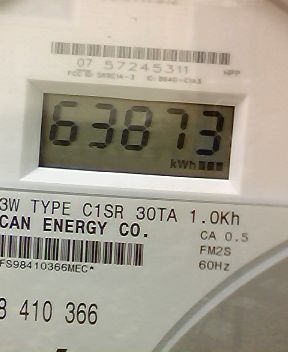 07 57245311 NPP
63873
kWh
3W TYPE C1SR 30TA 1.0Kh
CAN ENERGY CO.
CA 0.5
FM2S
FS98410366MEC*
60Hz
8 410 366